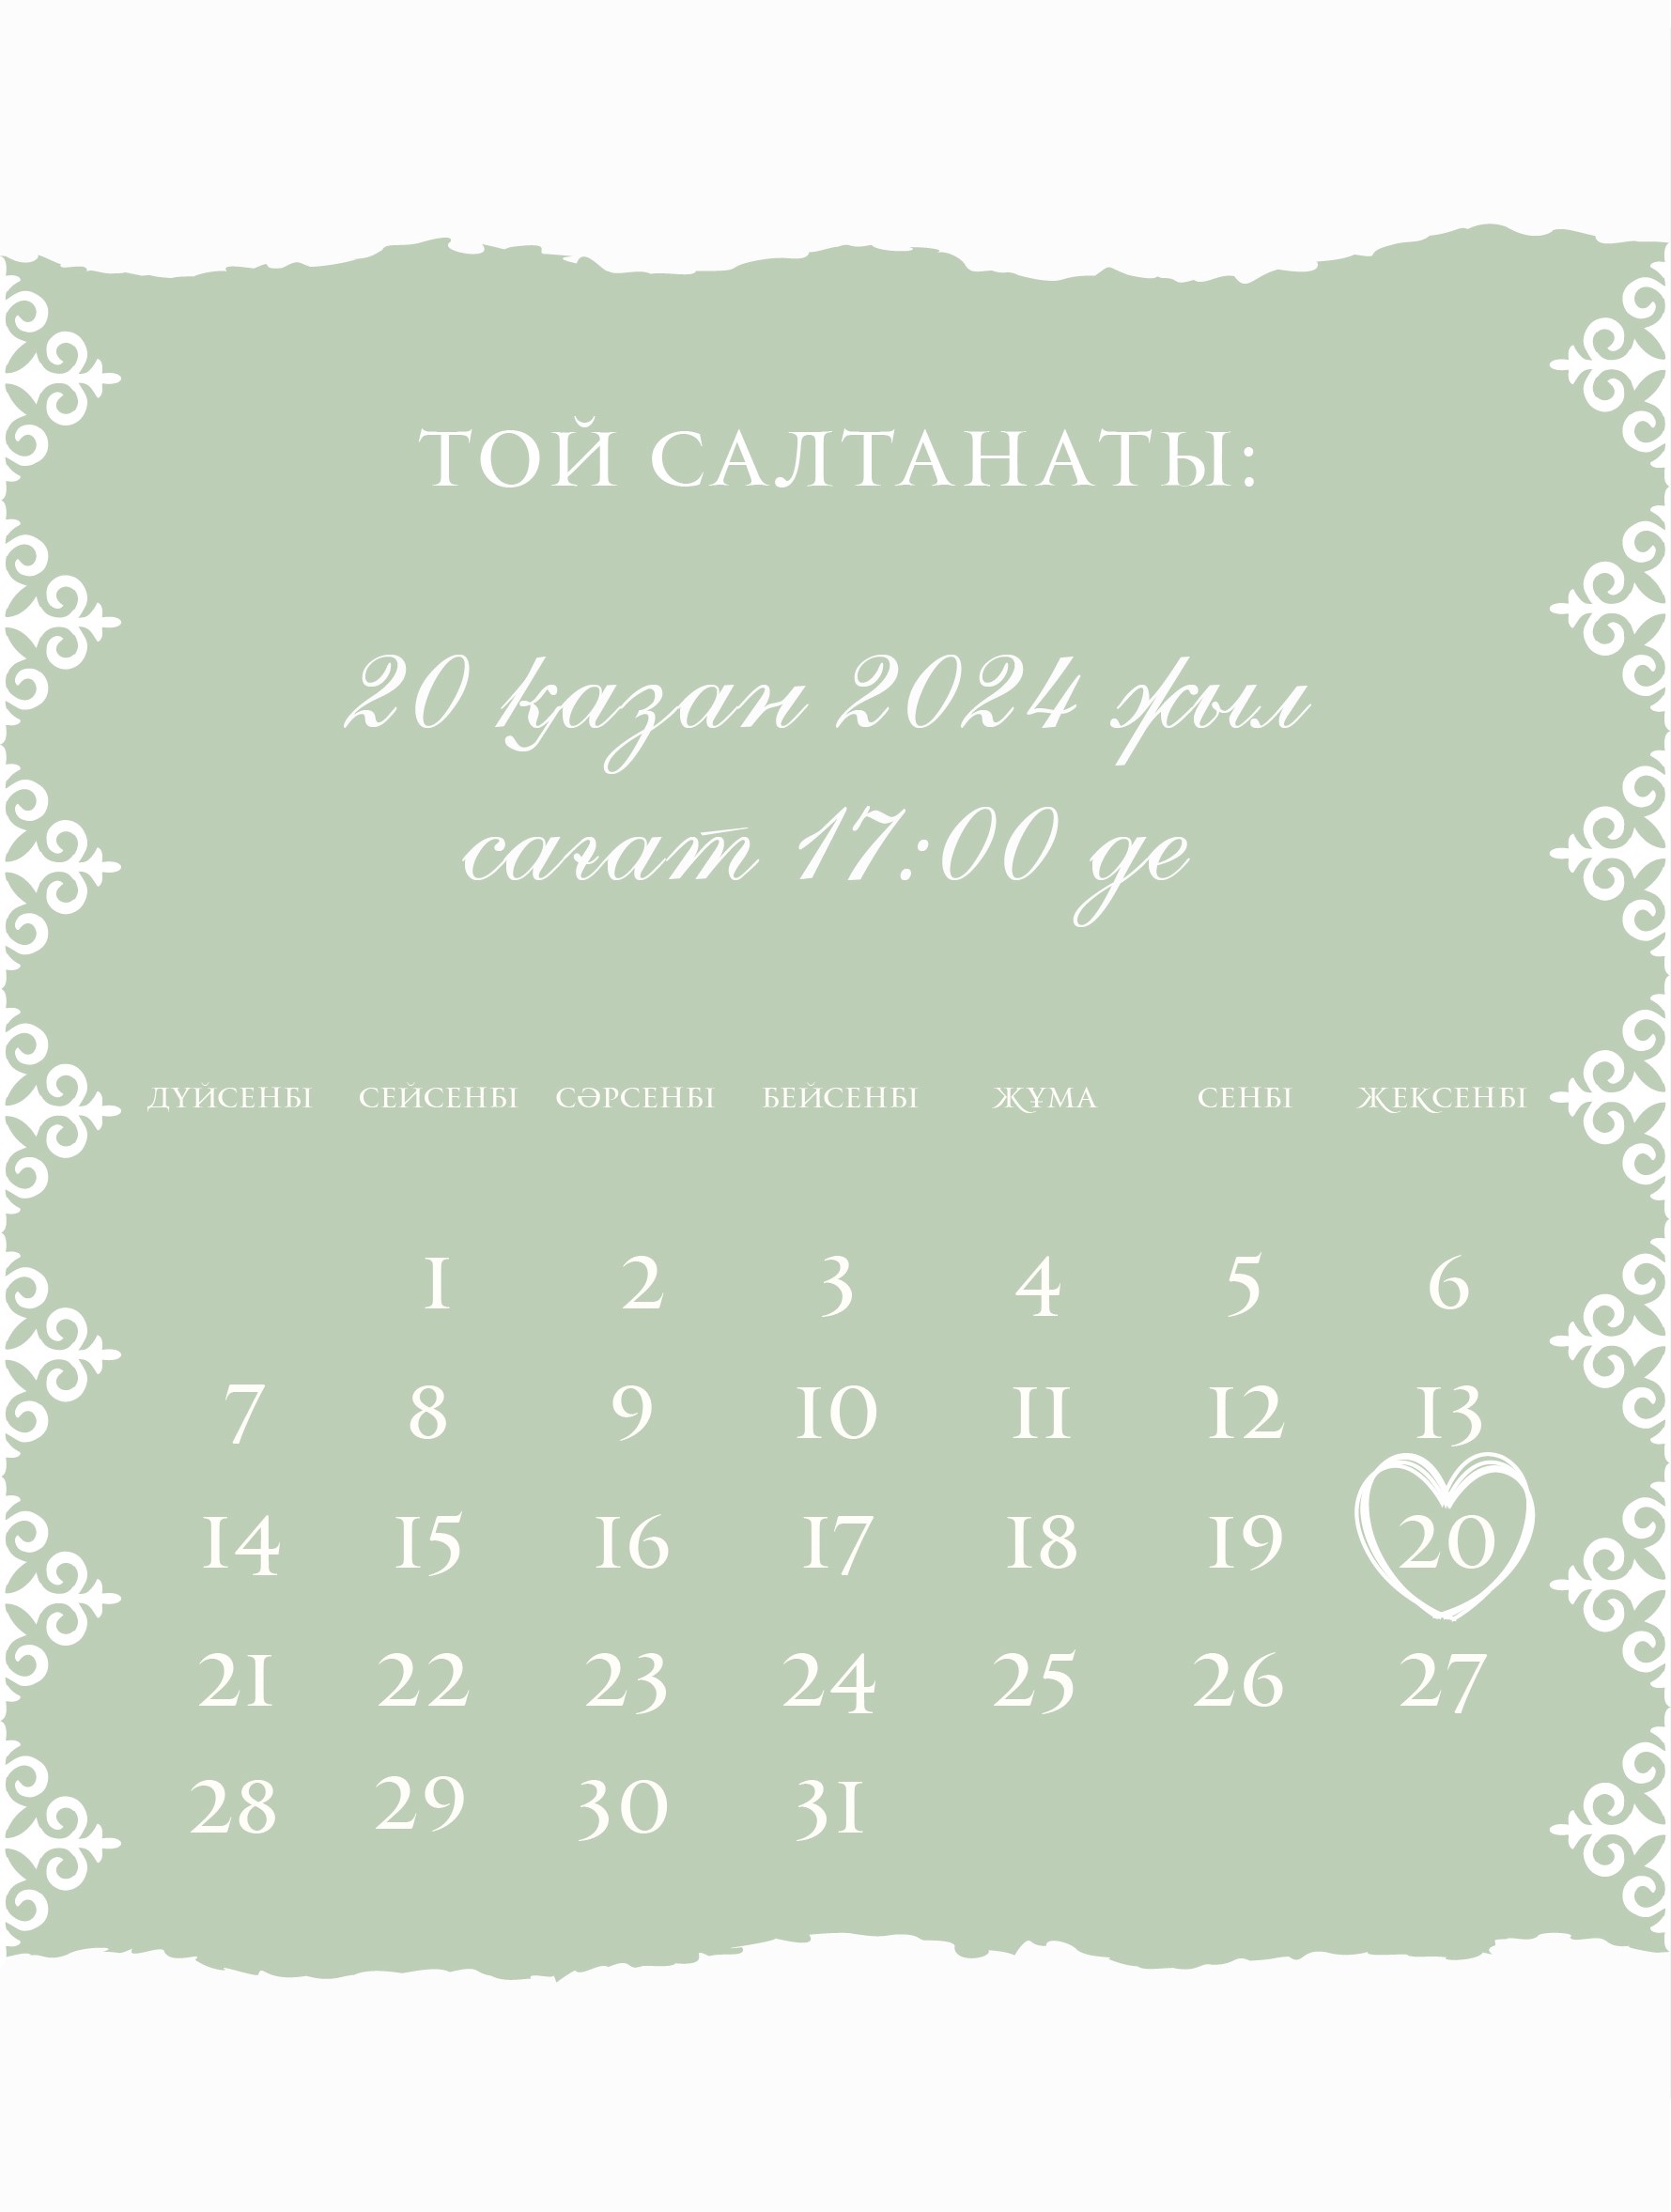 ТОЙ САЛТАНАТЫ:
20 қазан 2024 жыл
сағат 17:00 де
ДҮЙСЕНБІ СЕЙСЕНБІ СӘРСЕНБІ БЕЙСЕНБІ ЖҰМА СЕНБІ ЖЕКСЕНБІ
1 2 3 4 5 6
7 8 9 10 11 12 13
14 15 16 17 18 19 20
21 22 23 24 25 26 27
28 29 30 31